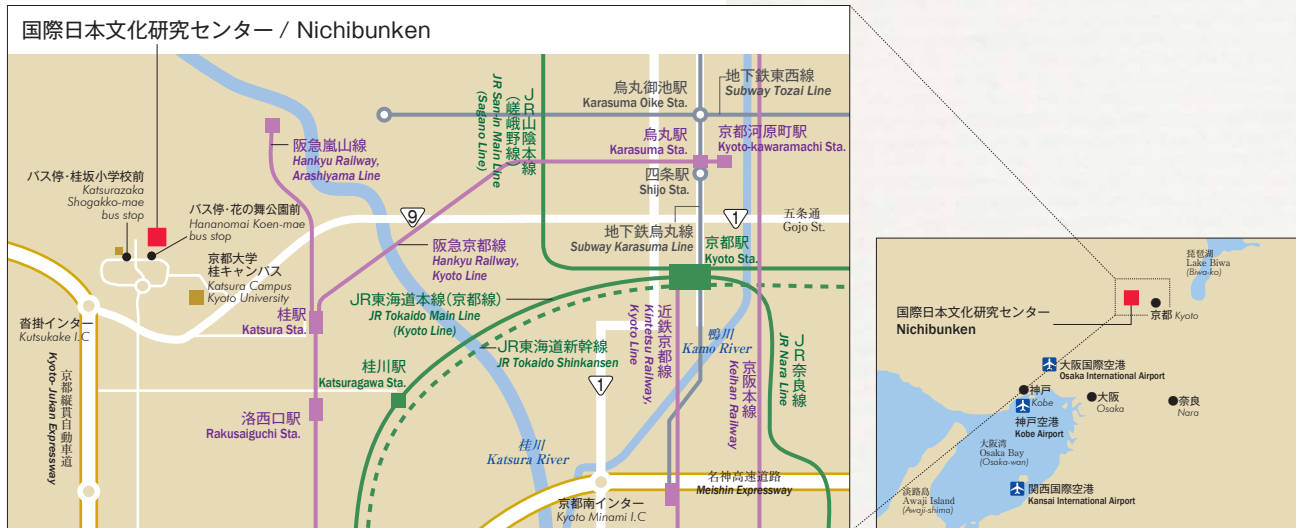 国際日本文化研究センター / Nichibunken
烏丸御池駅
Karasuma Oike Sta.
地下鉄東西線
Subway Tozai Line
JR山陰本線
(嵯峨野線)
JR San-in Main Line
(Sagano Line)
阪急嵐山線
Hankyu Railway,
Arashiyama Line
烏丸駅
Karasuma Sta.
京都河原町駅
Kyoto-kawaramachi Sta.
四条駅
Shijo Sta.
バス停・桂坂小学校前
Katsurazaka
Shogakko-mae
bus stop
バス停・花の舞公園前
Hananomai Koen-mae
bus stop
9
1
五条通
Gojo St.
地下鉄烏丸線
Subway Karasuma Line
阪急京都線
Hankyu Railway,
Kyoto Line
京都駅
Kyoto Sta.
京都大学
桂キャンパス
Katsura Campus
Kyoto University
JR東海道本線(京都線)
JR Tokaido Main Line
(Kyoto Line)
桂駅
Katsura Sta.
沓掛インター
Kutsukake I.C
JR東海道新幹線
JR Tokaido Shinkansen
近鉄京都線
Kintetsu Railway,
Kyoto Line
鴨川
Kamo River
京阪本線
Keihan Railway
JR奈良線
JR Nara Line
桂川駅
Katsuragawa Sta.
1
京都縦貫自動車道
Kyoto-Jukan Expressway
洛西口駅
Rakusaiguchi Sta.
桂川
Katsura River
名神高速道路
Meishin Expressway
京都南インター
Kyoto Minami I.C
琵琶湖
Lake Biwa
(Biwa-ko)
国際日本文化研究センター
Nichibunken
京都 Kyoto
大阪国際空港
Osaka International Airport
神戸
Kobe
大阪
Osaka
奈良
Nara
神戸空港
Kobe Airport
大阪湾
Osaka Bay
(Osaka-wan)
淡路島
Awaji Island
(Awaji-shima)
関西国際空港
Kansai International Airport